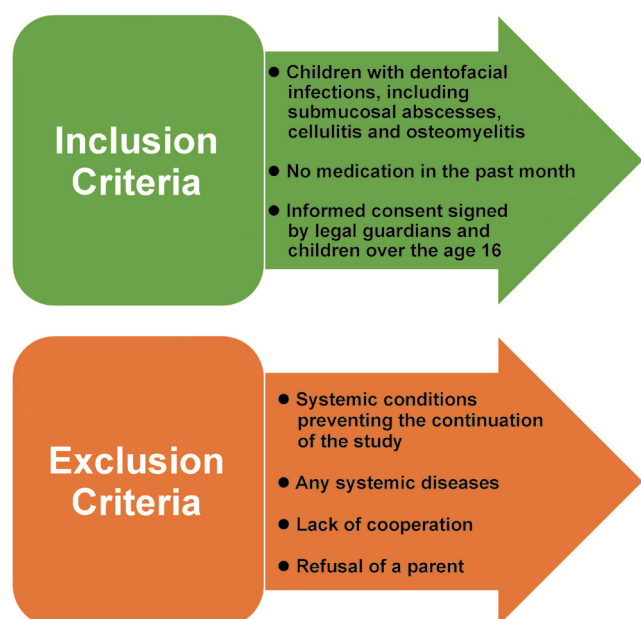 Inclusion
Criteria
● Children with dentofacial
infections, including
submucosal abscesses,
cellulitis and osteomyelitis
● No medication in the past month
● Informed consent signed
by legal guardians and
children over the age 16
Exclusion
Criteria
● Systemic conditions
preventing the continuation
of the study
● Any systemic diseases
● Lack of cooperation
● Refusal of a parent